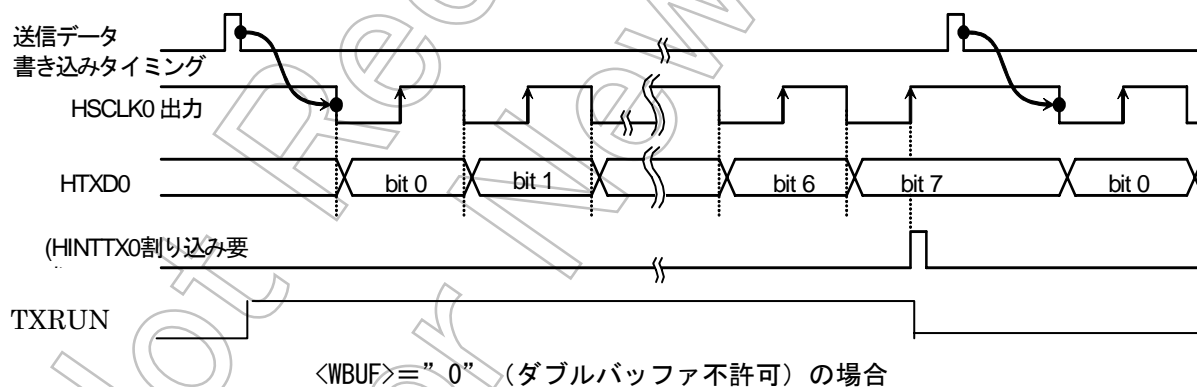 送信データ
書き込みタイミング
HSCLK0 出力
HTXD0
bit 0
bit 1
bit 6
bit 7
bit 0
(HINTTX0割り込み要
TXRUN
<WBUF>=”0” (ダブルバッファ不許可) の場合